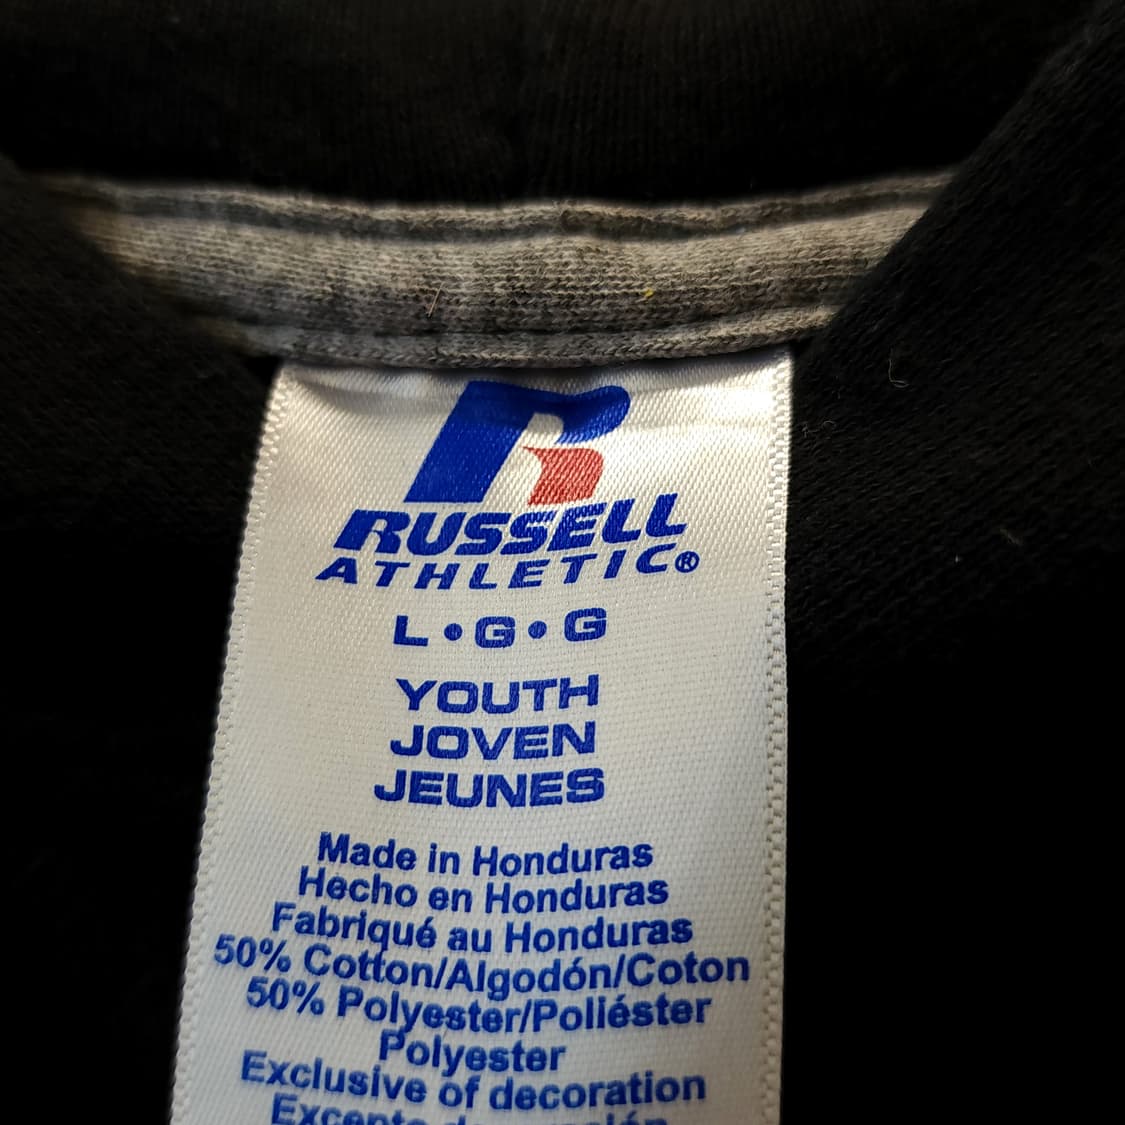 R
RUSSELL
ATHLETIC®
L•G•G
YOUTH
JOVEN
JEUNES
Made in Honduras
Hecho en Honduras
Fabriqué au Honduras
50% Cotton/Algodón/Coton
50% Polyester/Poliéster
Polyester
Exclusive of decoration